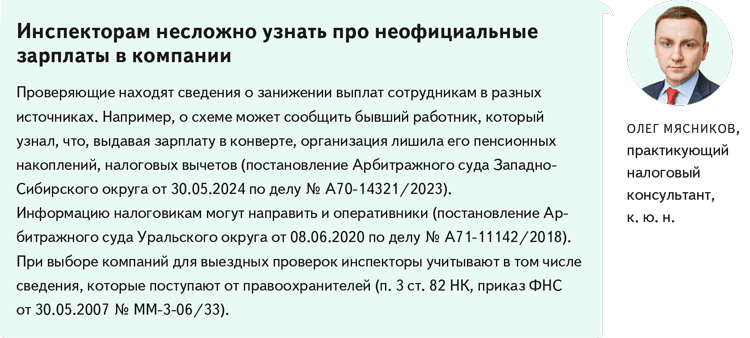 Инспекторам несложно узнать про неофициальные
зарплаты в компании
Проверяющие находят сведения о занижении выплат сотрудникам в разных
источниках. Например, о схеме может сообщить бывший работник, который
узнал, что, выдавая зарплату в конверте, организация лишила его пенсионных
накоплений, налоговых вычетов (постановление Арбитражного суда Западно-
Сибирского округа от 30.05.2024 по делу № А70-14321/2023).
Информацию налоговикам могут направить и оперативники (постановление Ар-
битражного суда Уральского округа от 08.06.2020 по делу № А71-11142/2018).
При выборе компаний для выездных проверок инспекторы учитывают в том числе
сведения, которые поступают от правоохранителей (п. 3 ст. 82 НК, приказ ФНС
от 30.05.2007 № ММ-3-06/33).
ОЛЕГ МЯСНИКОВ,
практикующий
налоговый
консультант,
к. ю. н.